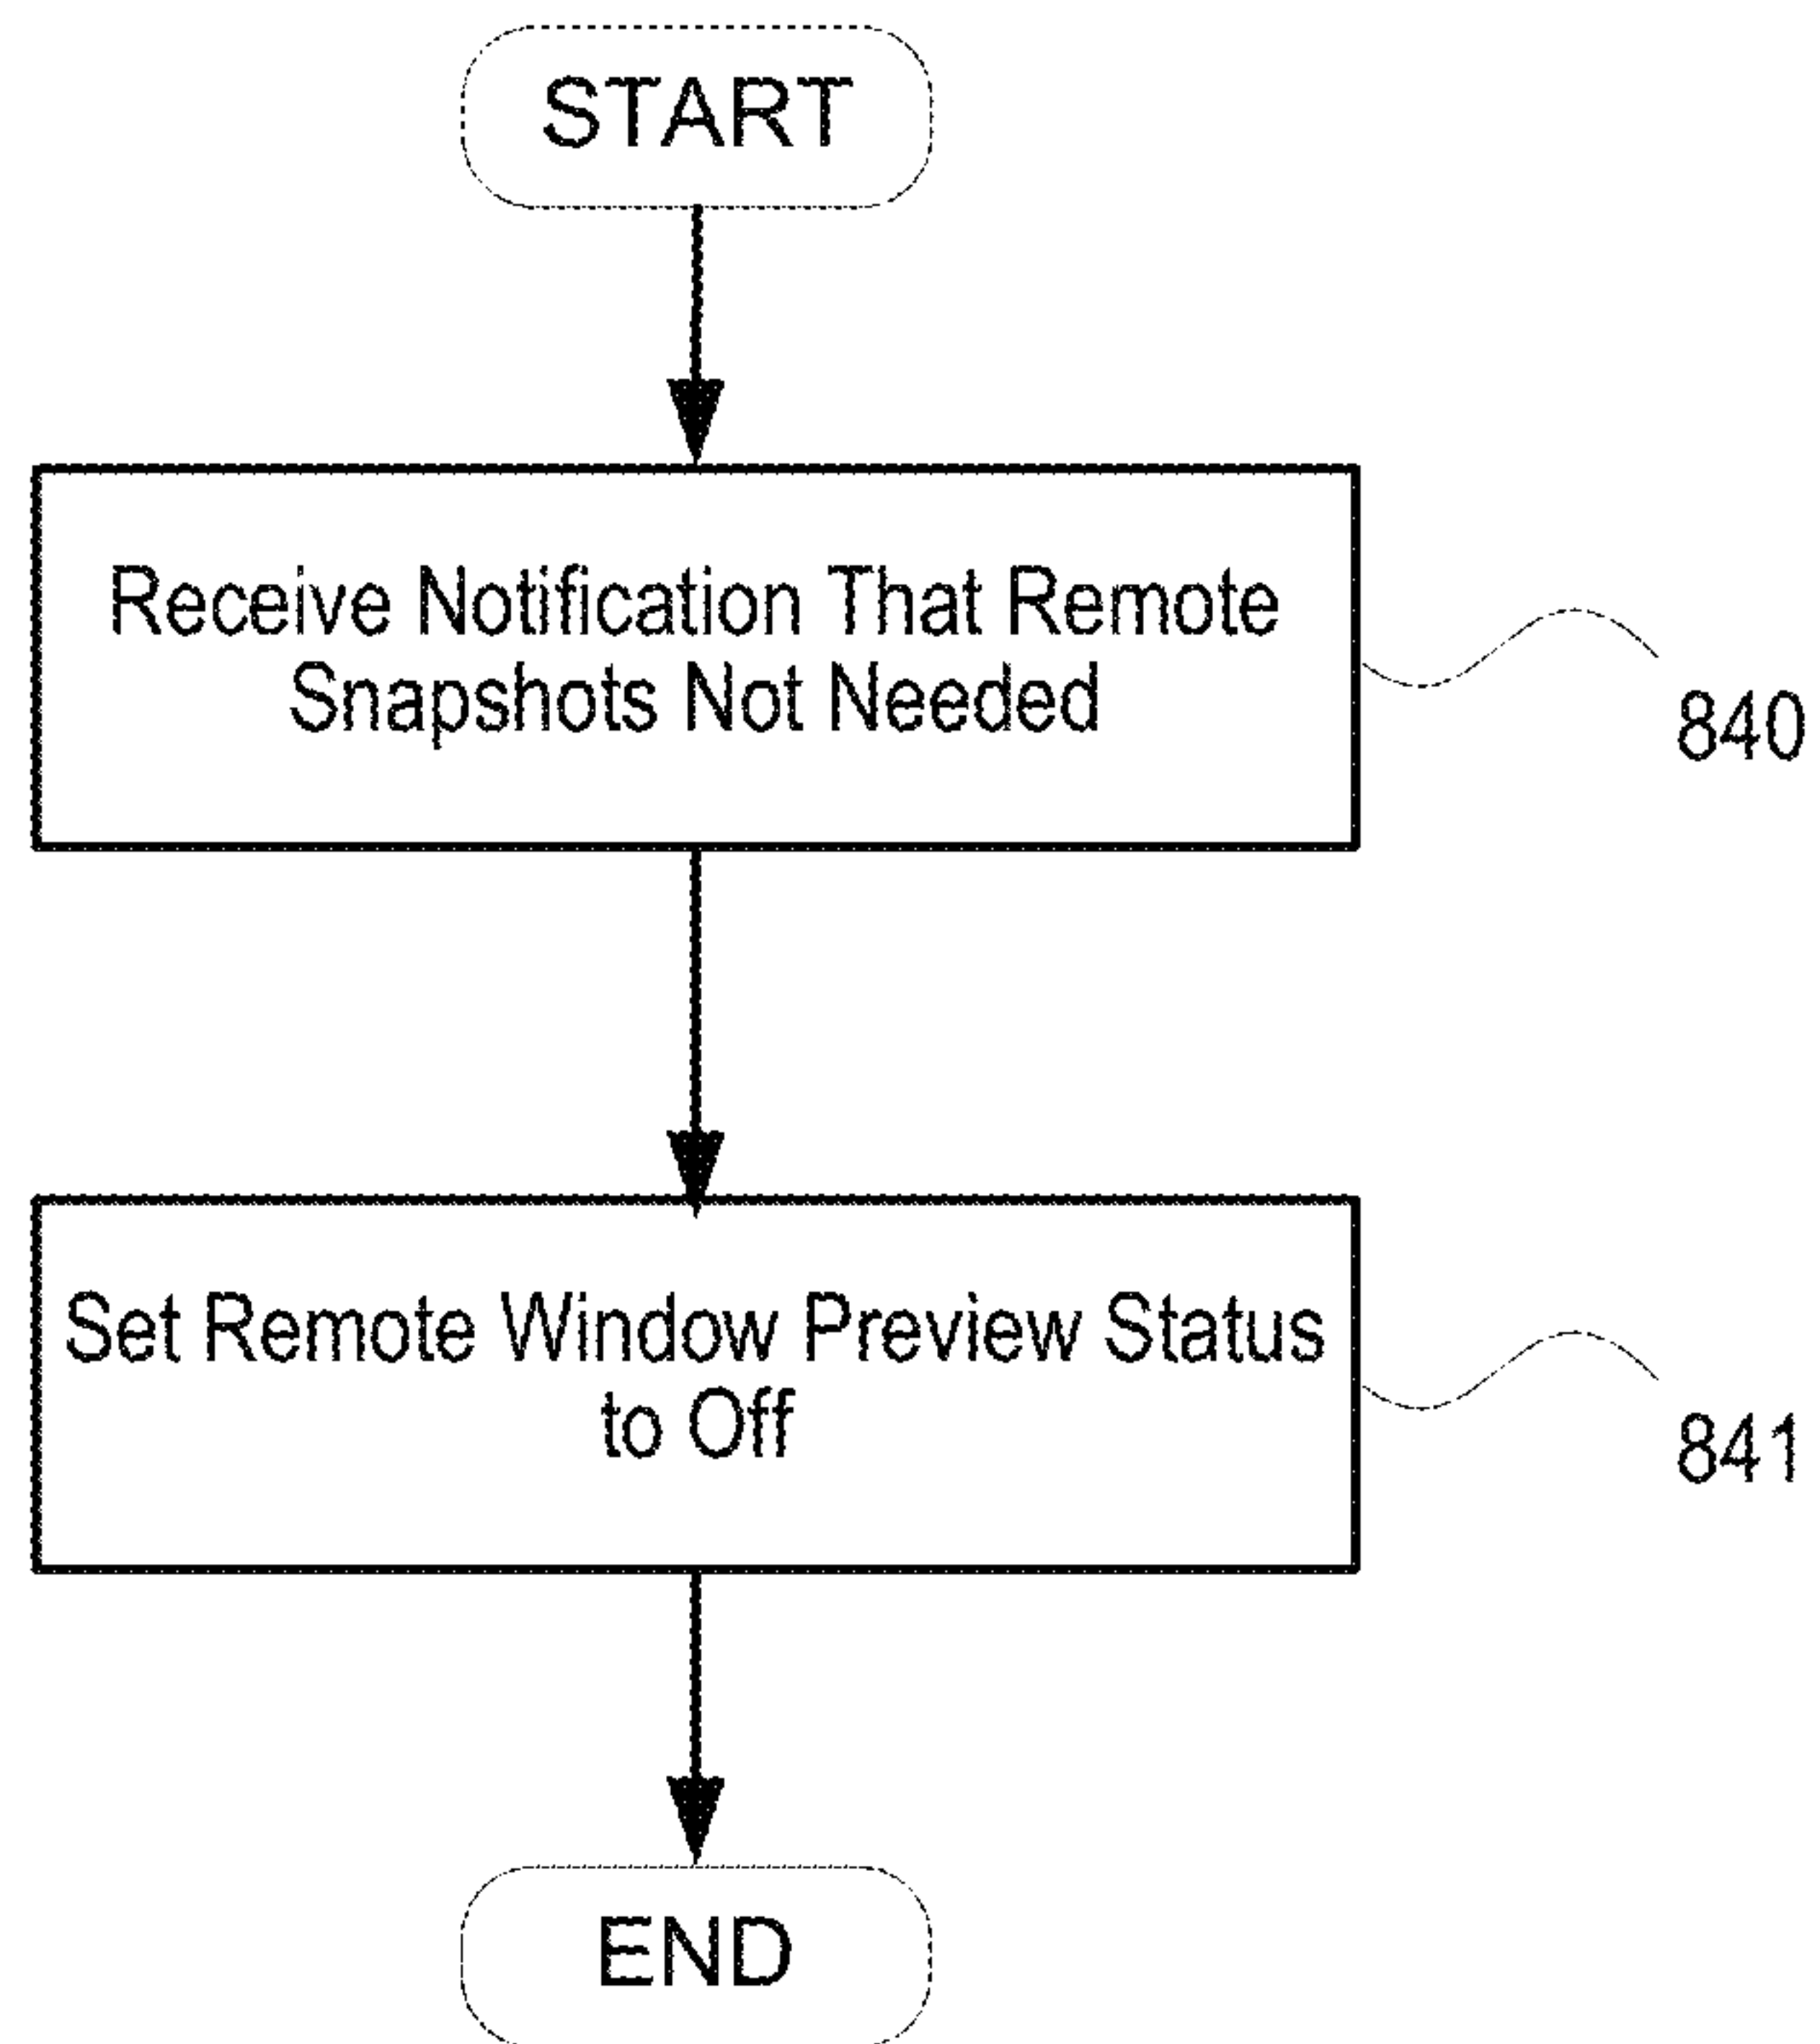 START
Receive Notification That Remote
Snapshots Not Needed
840
Set Remote Window Preview Status
to Off
841
END